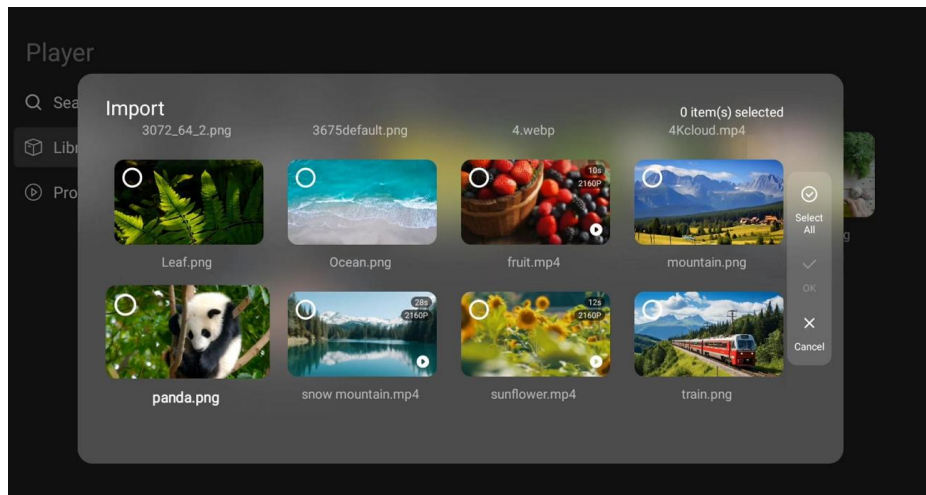 Player
Sea
Import
0 item(s) selected
3072_64_2.png
3675default.png
4.webp
4Kcloud.mp4
Libr
Pro
10s
2160P
Select
All
Leaf.png
Ocean.png
fruit.mp4
mountain.png
g
OK
28s
2160P
12s
2160P
Cancel
panda.png
snow mountain.mp4
sunflower.mp4
train.png